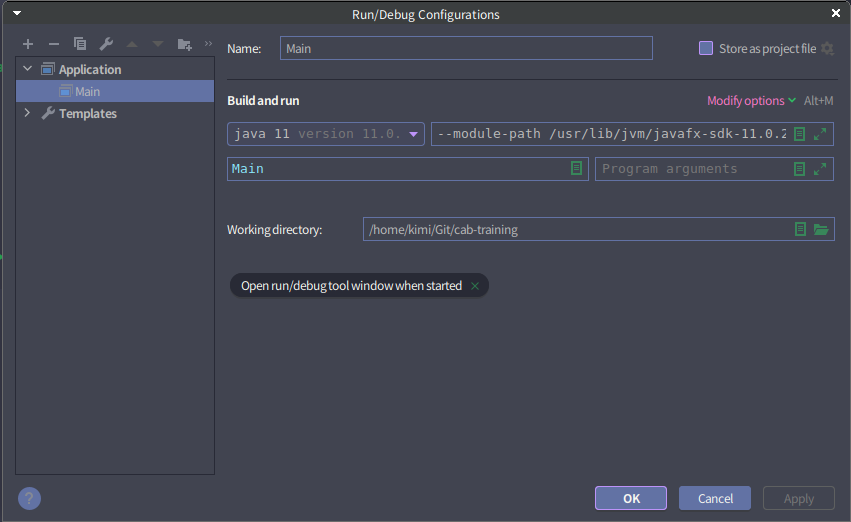 Run/Debug Configurations
Name: Main Store as project file
Application
Main
Templates
Build and run Modify options Alt+M
java 11 version 11.0. --module-path /usr/lib/jvm/javafx-sdk-11.0.2
Main Program arguments
Working directory: /home/kimi/Git/cab-training
Open run/debug tool window when started
? OK Cancel Apply